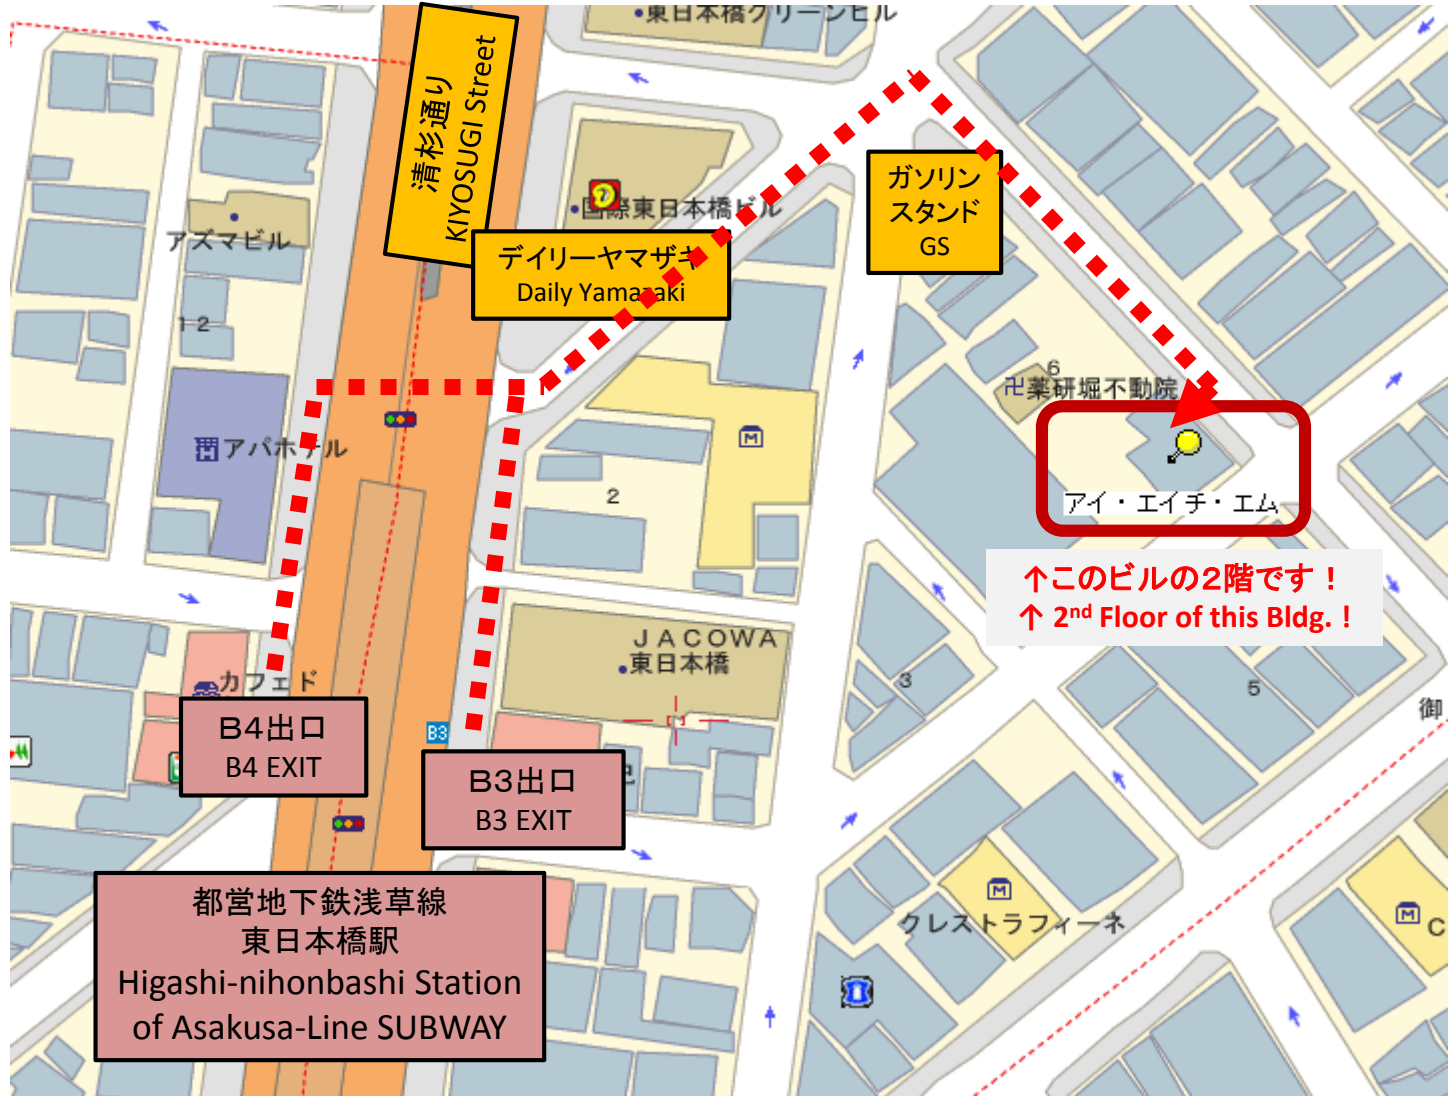 東日本橋グリーンビル
清杉通り
KIYOSUGI Street
国際東日本橋ビル
アズマビル
デイリーヤマザキ
Daily Yamazaki
ガソリン
スタンド
GS
12
アパホテル
6
卍薬研堀不動院
アイ・エイチ・エム
2
↑このビルの2階です！
↑ 2nd Floor of this Bldg. !
JACOWA
東日本橋
カフェド
3
5
御
B4出口
B4 EXIT
B3
B3出口
B3 EXIT
都営地下鉄浅草線
東日本橋駅
Higashi-nihonbashi Station
of Asakusa-Line SUBWAY
M
M
M
クレストラフィーネ
C